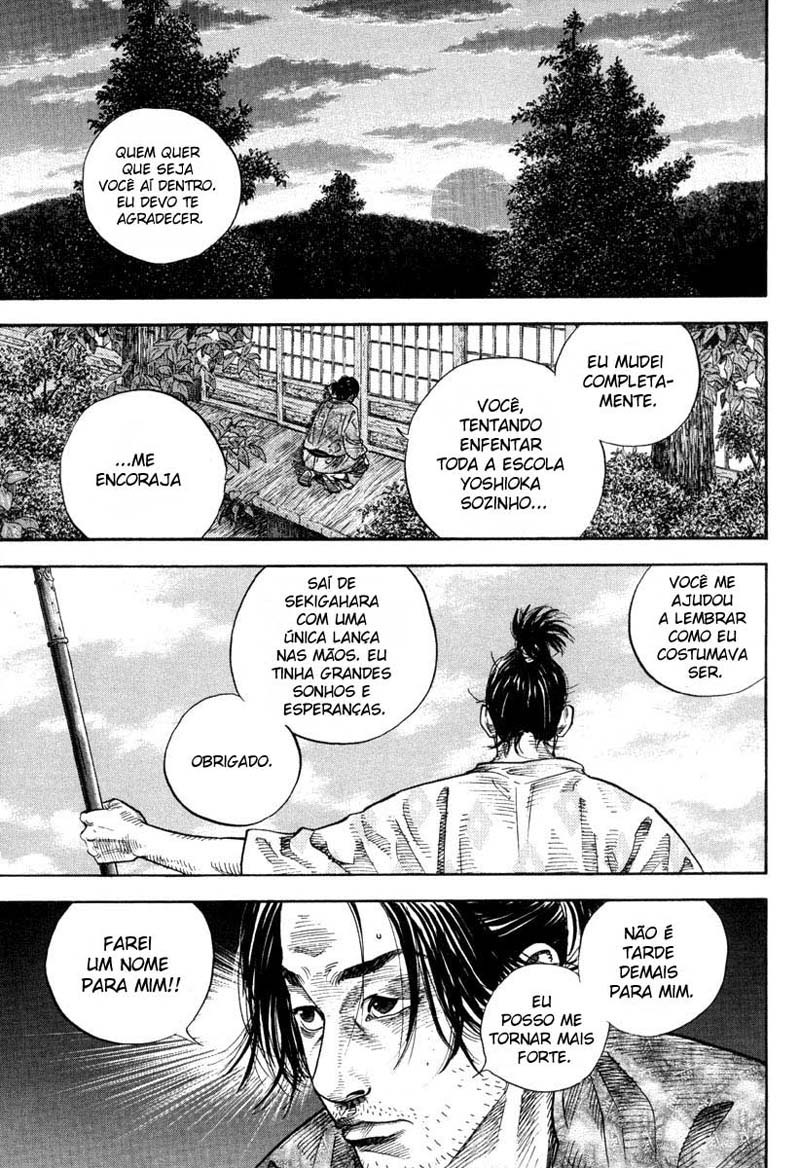 QUEM QUER
QUE SEJA
VOCÊ AÍ DENTRO.
EU DEVO TE
AGRADECER.
EU MUDEI
COMPLETA-
MENTE.
VOCÊ,
TENTANDO
ENFENTAR
TODA A ESCOLA
YOSHIOKA
SOZINHO...
...ME
ENCORAJA
VOCÊ ME
AJUDOU
A LEMBRAR
COMO EU
COSTUMAVA
SER.
SAÍ DE
SEKIGAHARA
COM UMA
ÚNICA LANÇA
NAS MÃOS. EU
TINHA GRANDES
SONHOS E
ESPERANÇAS.
OBRIGADO.
NÃO É
TARDE
DEMAIS
PARA MIM.
EU
POSSO ME
TORNAR MAIS
FORTE.
FAREI
UM NOME
PARA MIM!!